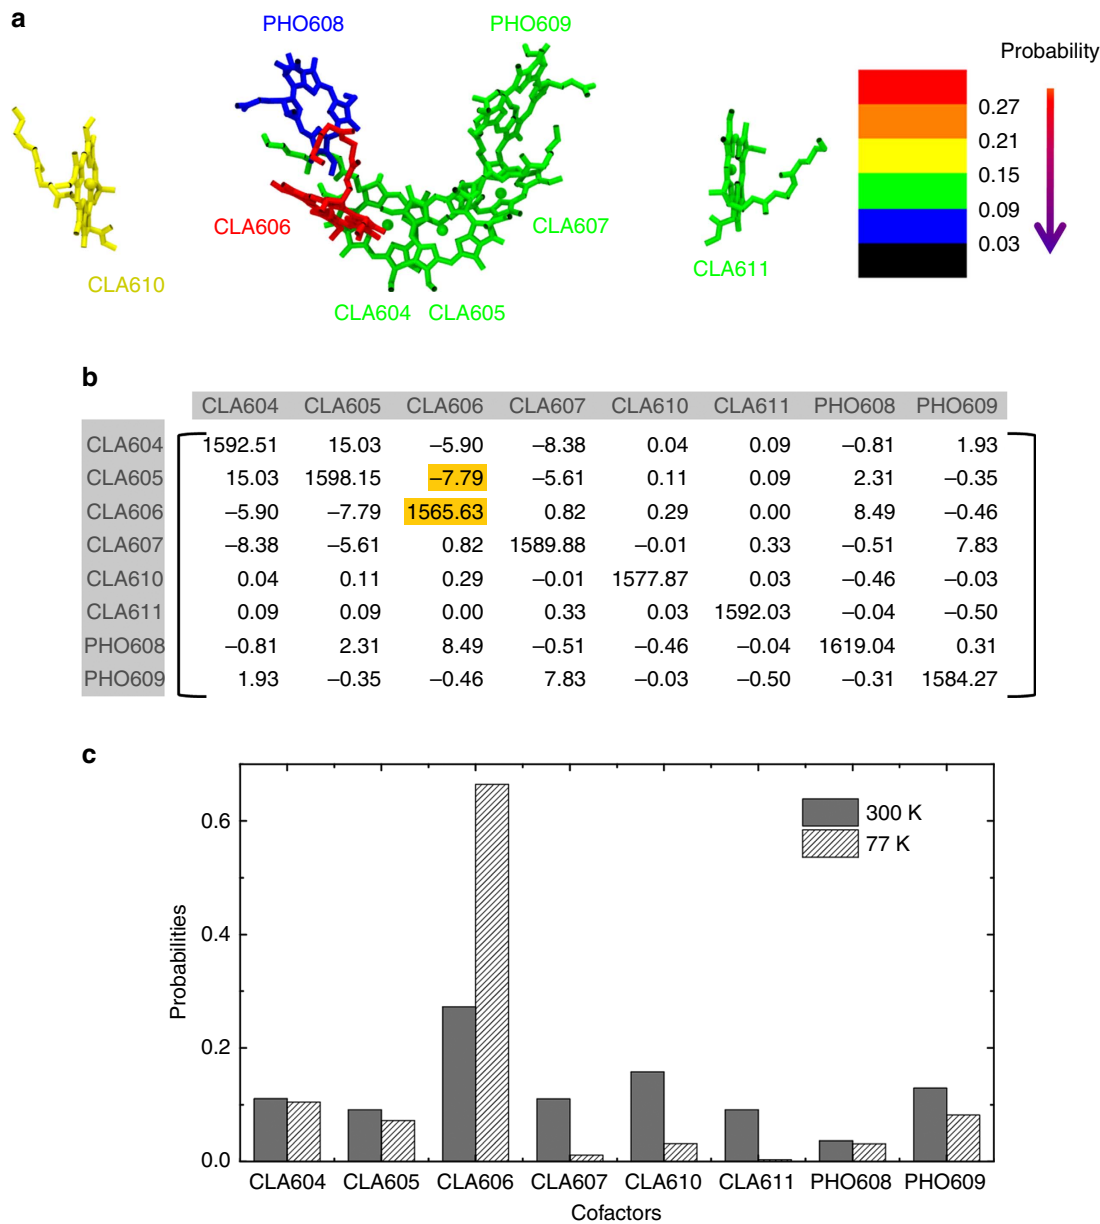 a
PHO608
PHO609
Probability
0.27
0.21
0.15
0.09
0.03
CLA606
CLA607
CLA610
CLA611
CLA604 CLA605
b
CLA604 CLA605 CLA606 CLA607 CLA610 CLA611 PHO608 PHO609
CLA604 1592.51 15.03 –5.90 –8.38 0.04 0.09 –0.81 1.93
CLA605 15.03 1598.15 –7.79 –5.61 0.11 0.09 2.31 –0.35
CLA606 –5.90 –7.79 1565.63 0.82 0.29 0.00 8.49 –0.46
CLA607 –8.38 –5.61 0.82 1589.88 –0.01 0.33 –0.51 7.83
CLA610 0.04 0.11 0.29 –0.01 1577.87 0.03 –0.46 –0.03
CLA611 0.09 0.09 0.00 0.33 0.03 1592.03 –0.04 –0.50
PHO608 –0.81 2.31 8.49 –0.51 –0.46 –0.04 1619.04 0.31
PHO609 1.93 –0.35 –0.46 7.83 –0.03 –0.50 –0.31 1584.27
c
300 K
77 K
0.6
0.4
0.2
0.0
Probabilities
CLA604 CLA605 CLA606 CLA607 CLA610 CLA611 PHO608 PHO609
Cofactors